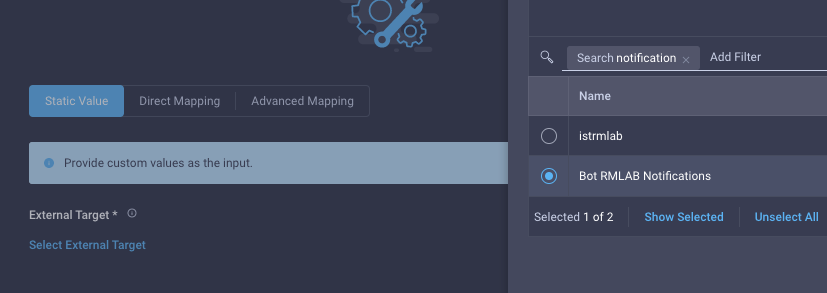 Static Value
Direct Mapping
Advanced Mapping
Provide custom values as the input.
External Target *
Select External Target
Search notification
Add Filter
Name
istrmlab
Bot RMLAB Notifications
Selected 1 of 2
Show Selected
Unselect All